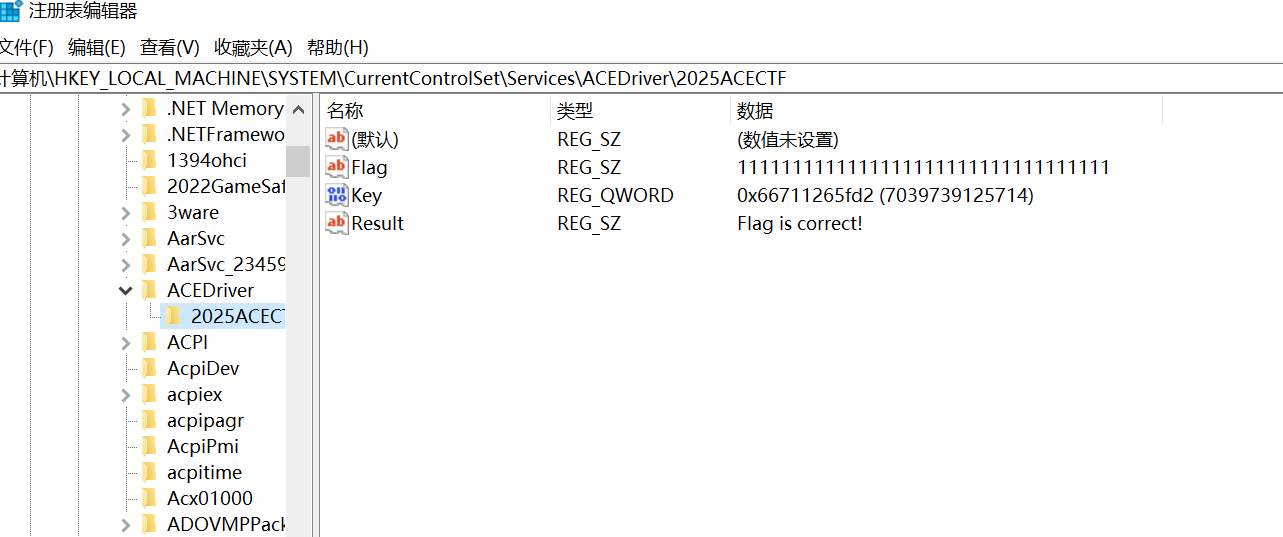 注册表编辑器
文件(F) 编辑(E) 查看(V) 收藏夹(A) 帮助(H)
计算机\HKEY_LOCAL_MACHINE\SYSTEM\CurrentControlSet\Services\ACEDriver\2025ACECTF
.NET Memory
.NETFramewo
1394ohci
2022GameSaf
3ware
AarSvc
AarSvc_23459
ACEDriver
2025ACECT
ACPI
AcpiDev
acpiex
acpipagr
AcpiPmi
acpitime
Acx01000
ADOVMPPack
名称 类型 数据
(默认) REG_SZ (数值未设置)
Flag REG_SZ 1111111111111111111111111111111111
Key REG_QWORD 0x66711265fd2 (7039739125714)
Result REG_SZ Flag is correct!